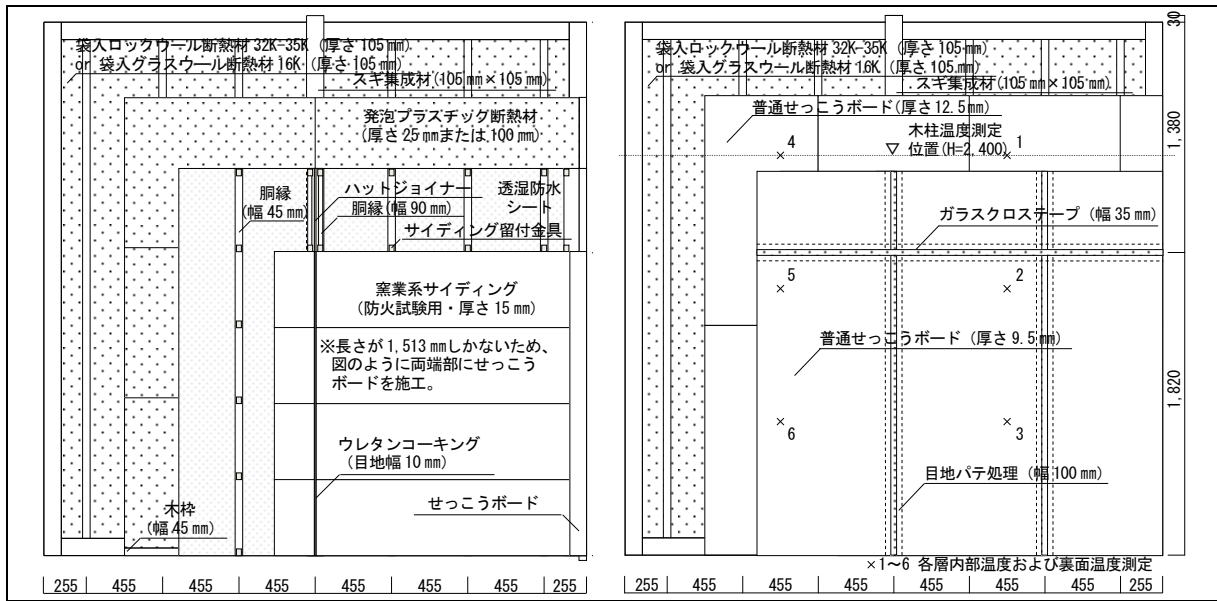 袋入ロックウール断熱材 32K-35K (厚さ 105 mm)
or 袋入グラスウール断熱材 16K (厚さ 105 mm)
スギ集成材(105 mm×105 mm)
発泡プラスチック断熱材
(厚さ 25 mmまたは 100 mm)
胴縁
(幅 45 mm)
ハットジョイナー
胴縁(幅 90 mm)
サイディング留付金具
透湿防水
シート
窯業系サイディング
(防火試験用・厚さ 15 mm)
※長さが 1,513 mmしかないため、
図のように両端部にせっこう
ボードを施工。
ウレタンコーキング
(目地幅 10 mm)
せっこうボード
木枠
(幅 45 mm)
255 455 455 455 455 455 455 255
袋入ロックウール断熱材 32K-35K (厚さ 105 mm)
or 袋入グラスウール断熱材 16K (厚さ 105 mm)
スギ集成材(105 mm×105 mm)
普通せっこうボード(厚さ 12.5 mm)
木柱温度測定
▽ 位置(H=2,400)
4 1
ガラスクロステープ (幅 35 mm)
5 2
普通せっこうボード (厚さ 9.5 mm)
6 3
目地パテ処理 (幅 100 mm)
×1～6 各層内部温度および裏面温度測定
30
1,380
1,820
255 455 455 455 455 455 455 255